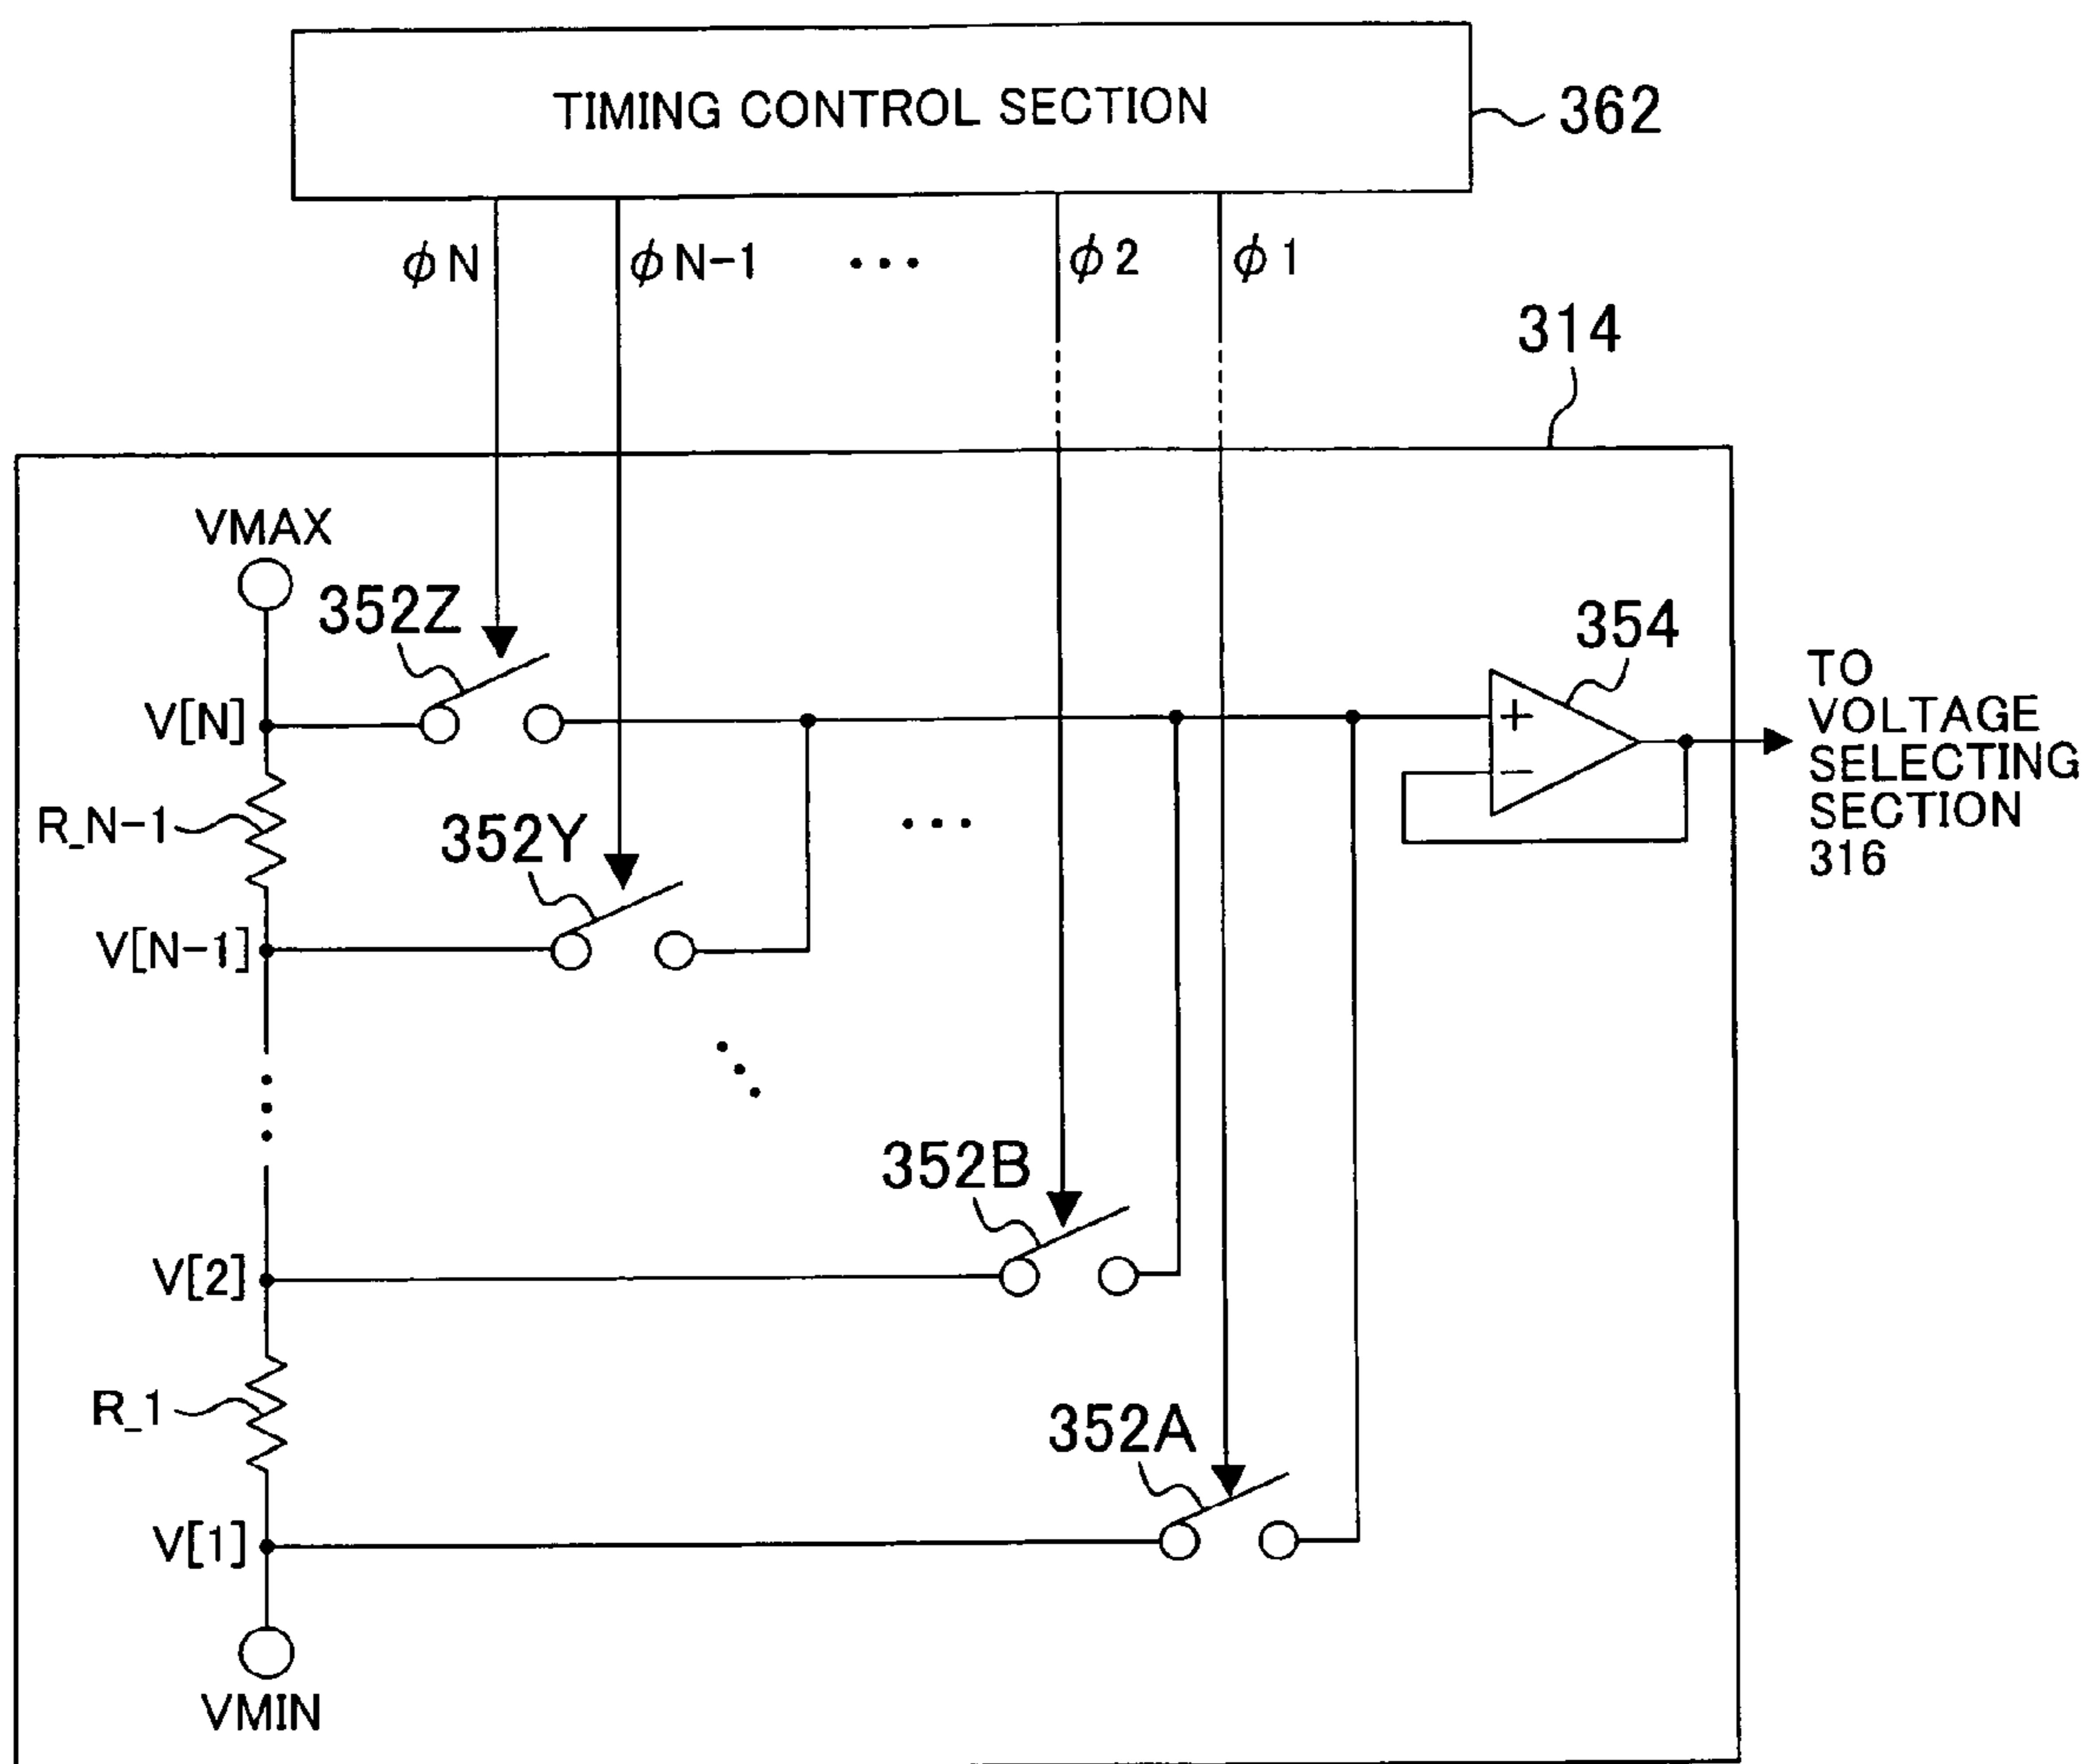 TIMING CONTROL SECTION
362
φN
φN-1
...
φ2
φ1
314
VMAX
352Z
354
V[N]
+
-
TO
VOLTAGE
SELECTING
SECTION
316
R_N-1
352Y
...
V[N-1]
352B
V[2]
R_1
352A
V[1]
VMIN